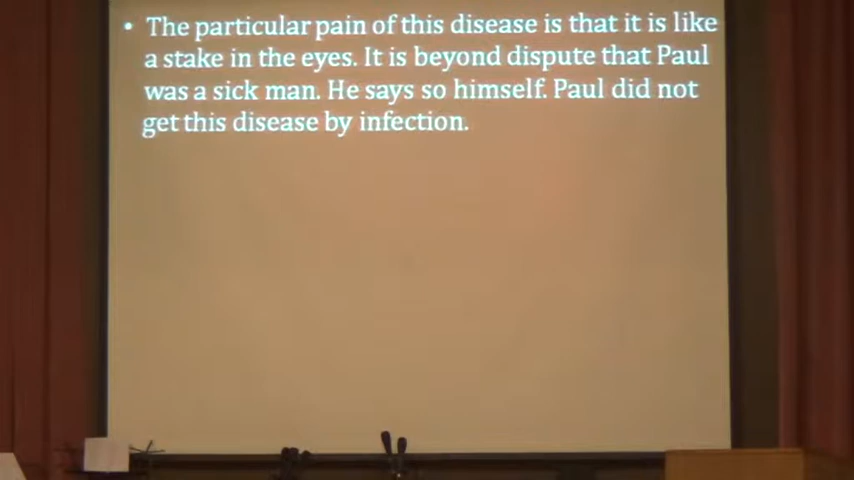 • The particular pain of this disease is that it is like
a stake in the eyes. It is beyond dispute that Paul
was a sick man. He says so himself. Paul did not
get this disease by infection.